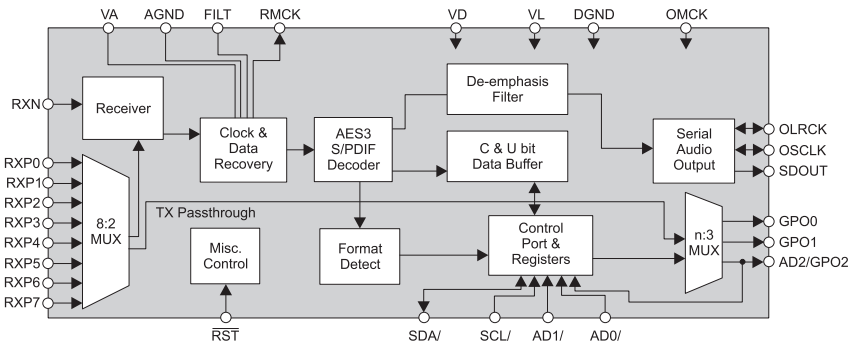 VA AGND FILT RMCK VD VL DGND OMCK
RXN
Receiver
De-emphasis
Filter
Clock &
Data
Recovery
AES3
S/PDIF
Decoder
C & U bit
Data Buffer
Serial
Audio
Output
OLRCK
OSCLK
SDOUT
RXP0
RXP1
RXP2
RXP3
RXP4
RXP5
RXP6
RXP7
8:2
MUX
TX Passthrough
Misc.
Control
Format
Detect
Control
Port &
Registers
n:3
MUX
GPO0
GPO1
AD2/GPO2
RST SDA/ SCL/ AD1/ AD0/